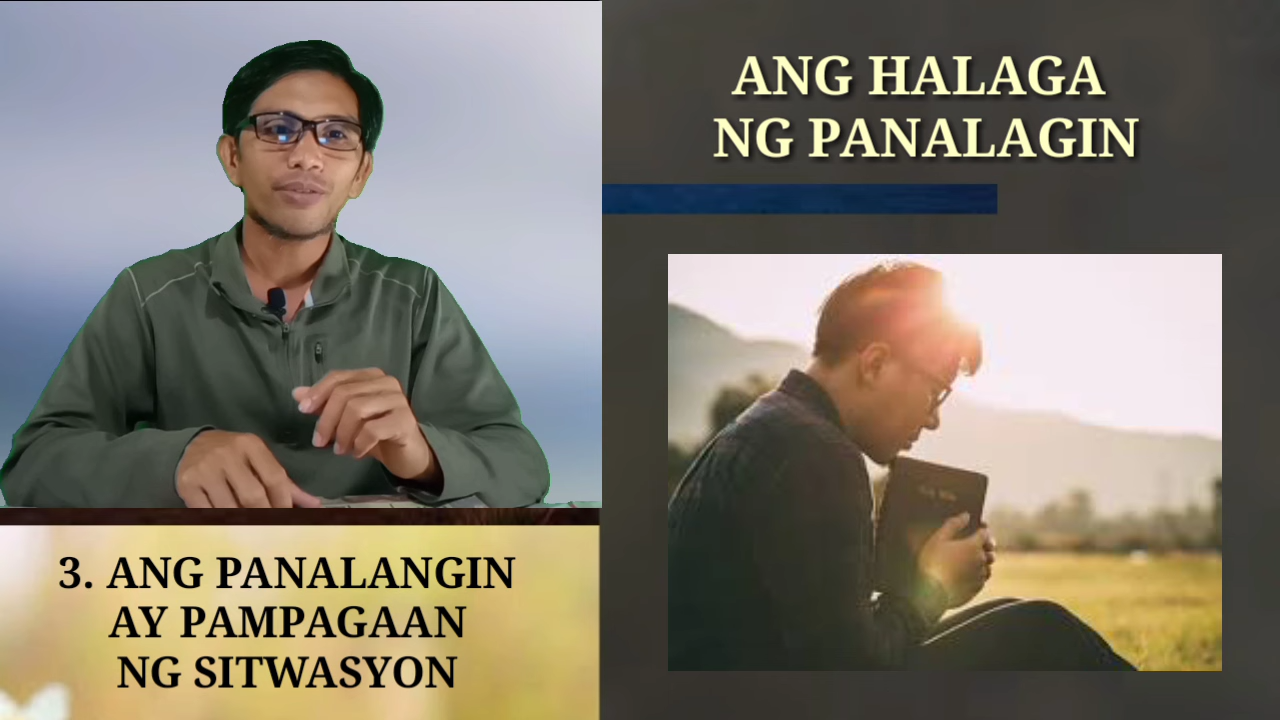 ANG HALAGA
NG PANALAGIN
3. ANG PANALANGIN
AY PAMPAGAAN
NG SITWASYON